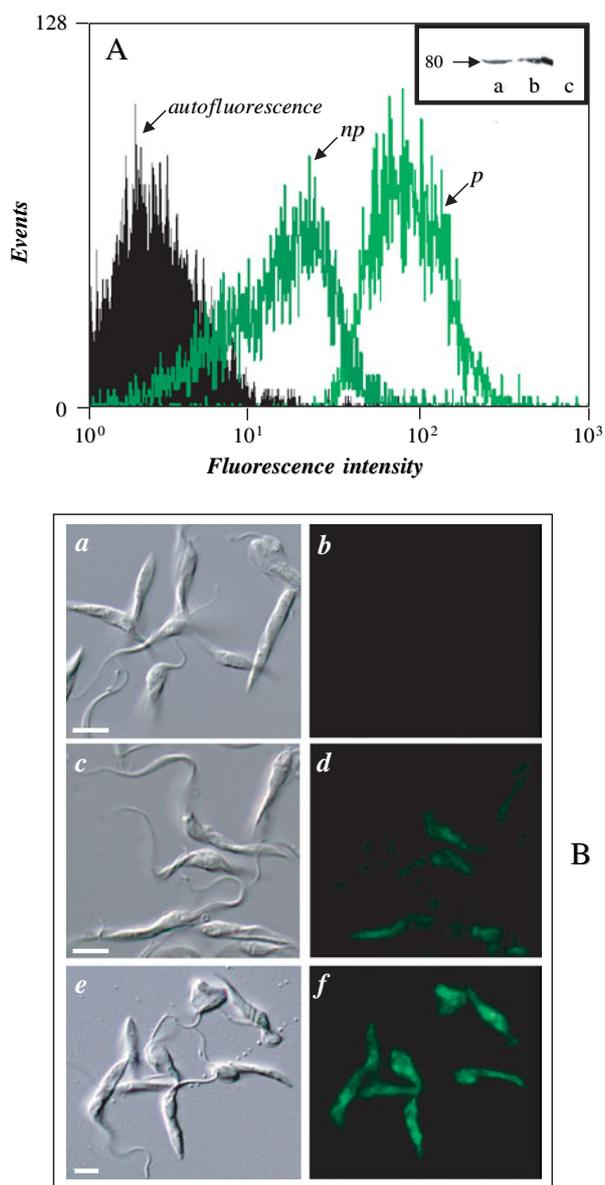 128
A
80
a b c
autofluorescence
np
p
Events
0
10⁰ 10¹ 10² 10³
Fluorescence intensity
a
b
c
d
B
e
f